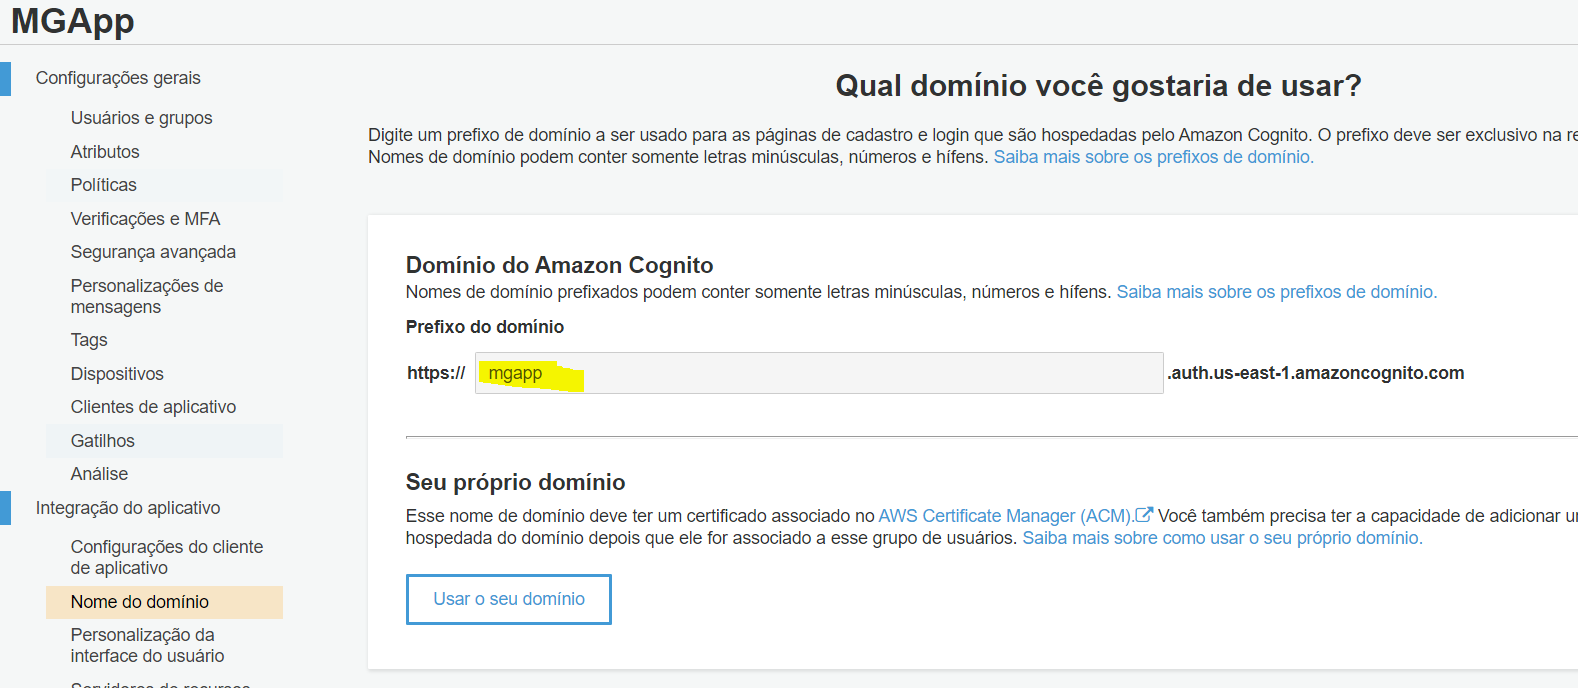 MGApp
Configurações gerais
Usuários e grupos
Atributos
Políticas
Verificações e MFA
Segurança avançada
Personalizações de
mensagens
Tags
Dispositivos
Clientes de aplicativo
Gatilhos
Análise
Integração do aplicativo
Configurações do cliente
de aplicativo
Nome do domínio
Personalização da
interface do usuário
Qual domínio você gostaria de usar?
Digite um prefixo de domínio a ser usado para as páginas de cadastro e login que são hospedadas pelo Amazon Cognito. O prefixo deve ser exclusivo na re
Nomes de domínio podem conter somente letras minúsculas, números e hífens. Saiba mais sobre os prefixos de domínio.
Domínio do Amazon Cognito
Nomes de domínio prefixados podem conter somente letras minúsculas, números e hífens. Saiba mais sobre os prefixos de domínio.
Prefixo do domínio
https:// mgapp .auth.us-east-1.amazoncognito.com
Seu próprio domínio
Esse nome de domínio deve ter um certificado associado no AWS Certificate Manager (ACM). Você também precisa ter a capacidade de adicionar
hospedada do domínio depois que ele for associado a esse grupo de usuários. Saiba mais sobre como usar o seu próprio domínio.
Usar o seu domínio